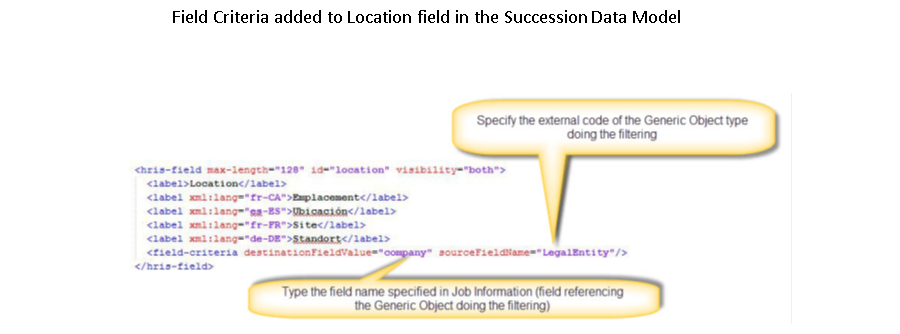 Field Criteria added to Location field in the Succession Data Model
Specify the external code of the Generic Object type
doing the filtering
<hris-field max-length="128" id="location" visibility="both">
<label>Location</label>
<label xml:lang="fr-CA">Emplacement</label>
<label xml:lang="es-ES">Ubicación</label>
<label xml:lang="fr-FR">Site</label>
<label xml:lang="de-DE">Standort</label>
<field-criteria destinationFieldValue="company" sourceFieldName="LegalEntity"/>
</hris-field>
Type the field name specified in Job Information (field referencing
the Generic Object doing the filtering)